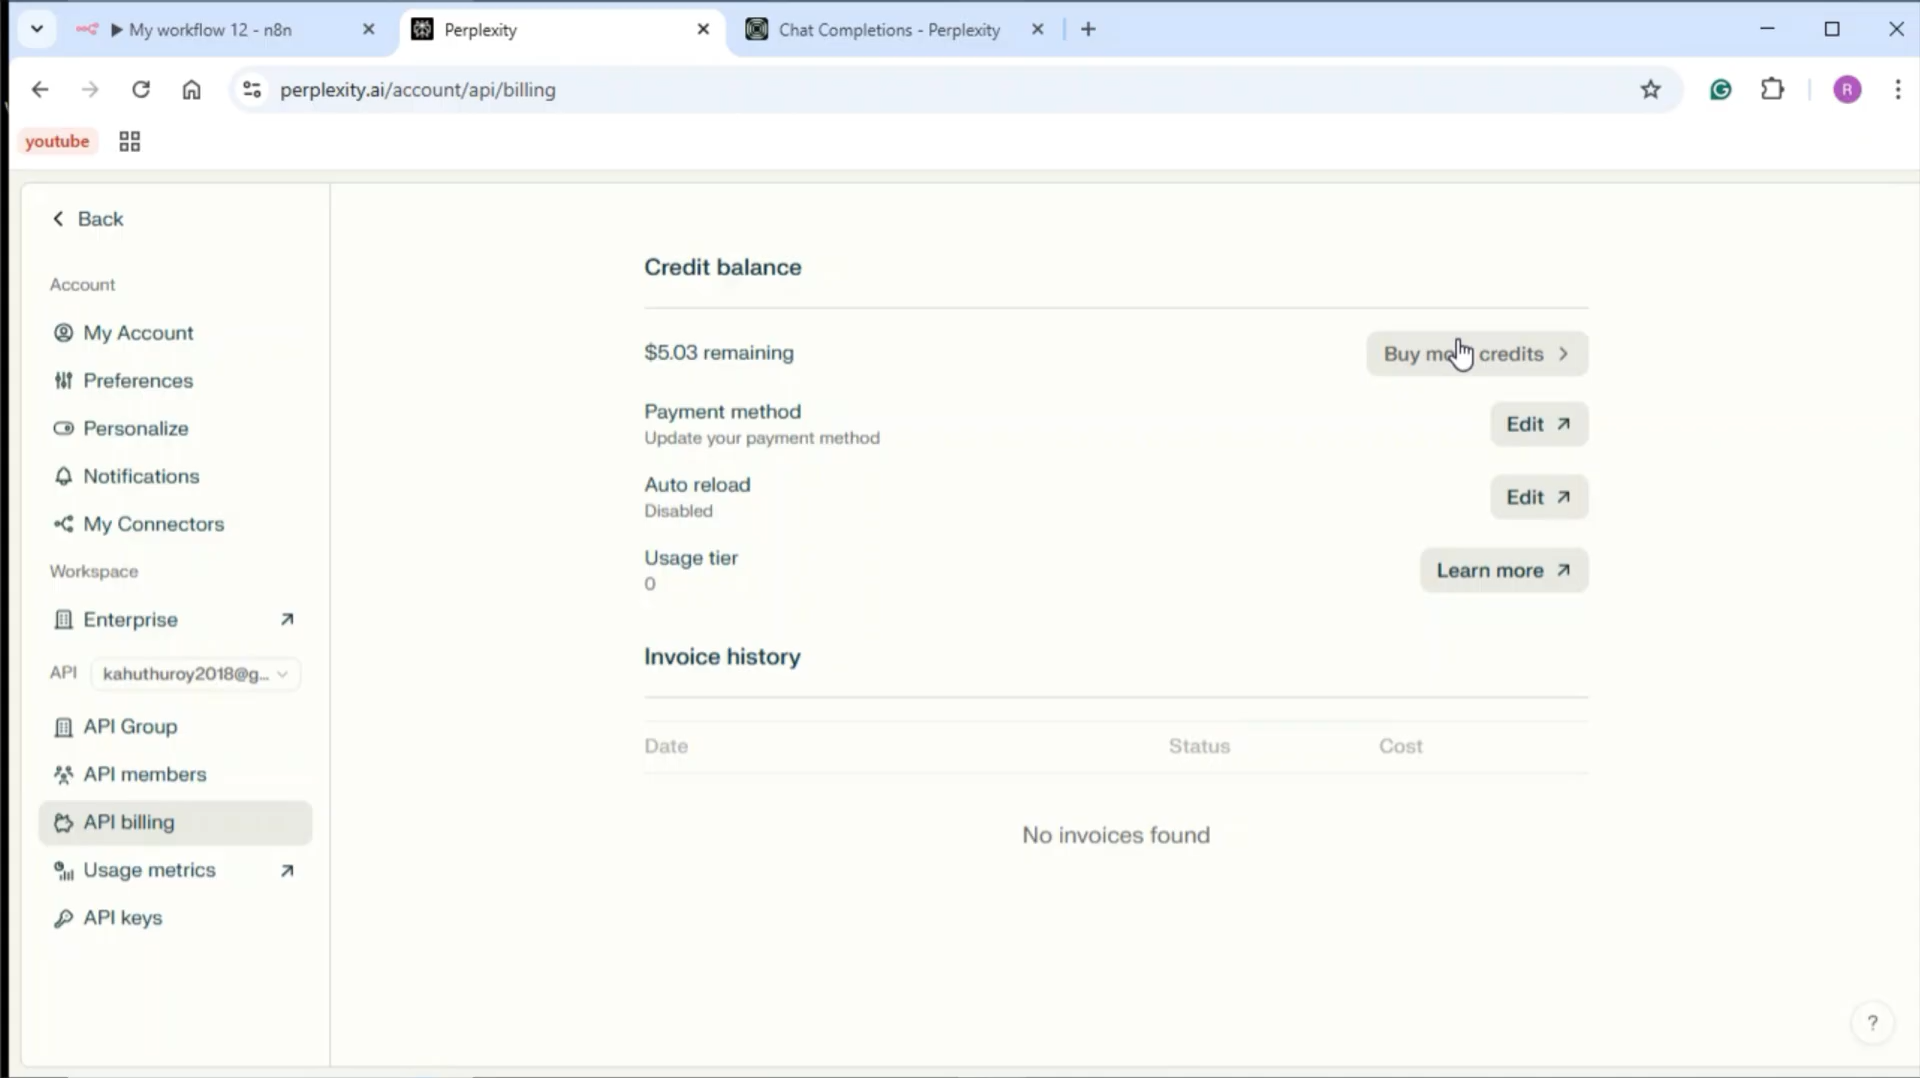 My workflow 12 - n8n
Perplexity
Chat Completions - Perplexity
perplexity.ai/account/api/billing
R
youtube
Back
Account
My Account
Preferences
Personalize
Notifications
My Connectors
Workspace
Enterprise
API kahuthuroy2018@g...
API Group
API members
API billing
Usage metrics
API keys
Credit balance
$5.03 remaining
Buy credits
Payment method
Update your payment method
Edit
Auto reload
Disabled
Edit
Usage tier
0
Learn more
Invoice history
Date Status Cost
No invoices found
?